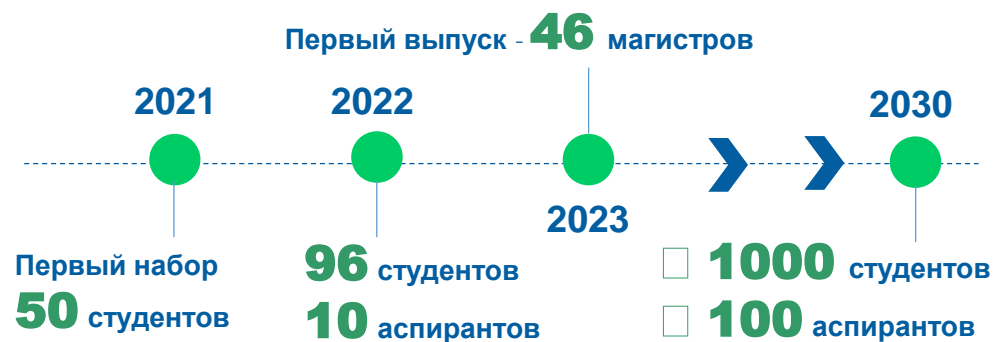 Первый выпуск - 46 магистров
2021
2022
2023
2030
Первый набор
50 студентов
96 студентов
10 аспирантов
□ 1000 студентов
□ 100 аспирантов